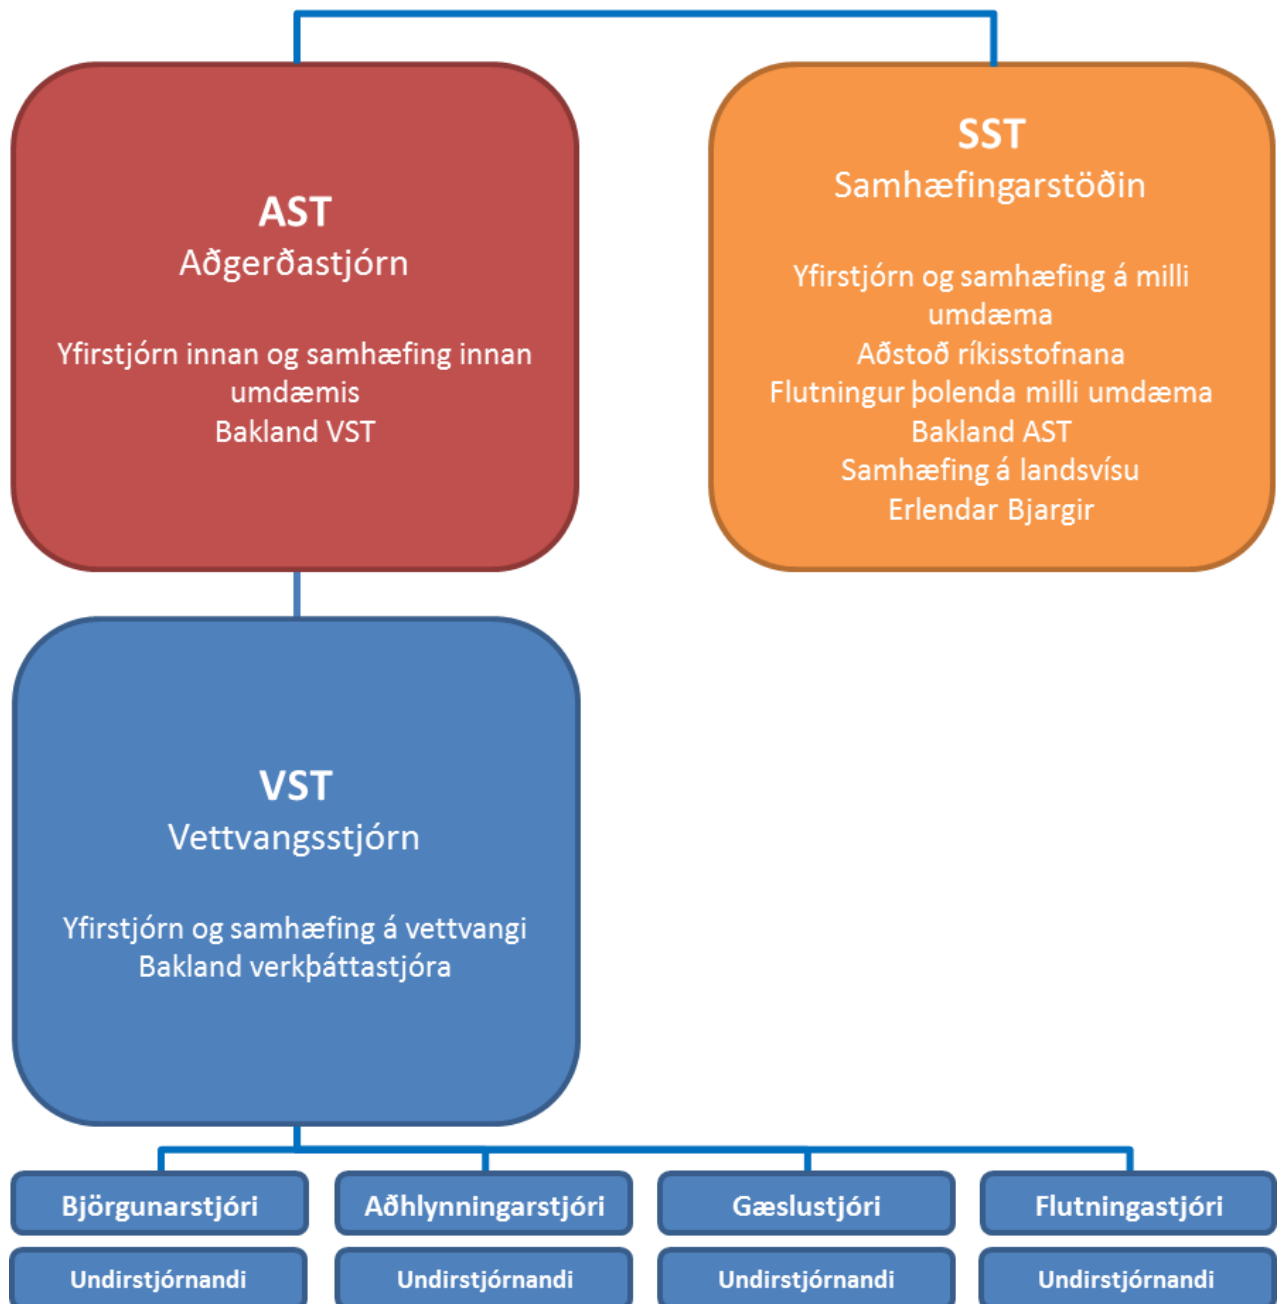 AST
Aðgerðastjórn
Yfirstjórn innan og samhæfing innan
umdæmis
Bakland VST
SST
Samhæfingarstöðin
Yfirstjórn og samhæfing á milli
umdæma
Aðstoð ríkisstofnana
Flutningur þolenda milli umdæma
Bakland AST
Samhæfing á landsvísu
Erlendar Bjargir
VST
Vettvangsstjórn
Yfirstjórn og samhæfing á vettvangi
Bakland verkþáttastjóra
Björgunarstjóri
Aðhlynningarstjóri
Gæslustjóri
Flutningastjóri
Undirstjórnandi
Undirstjórnandi
Undirstjórnandi
Undirstjórnandi